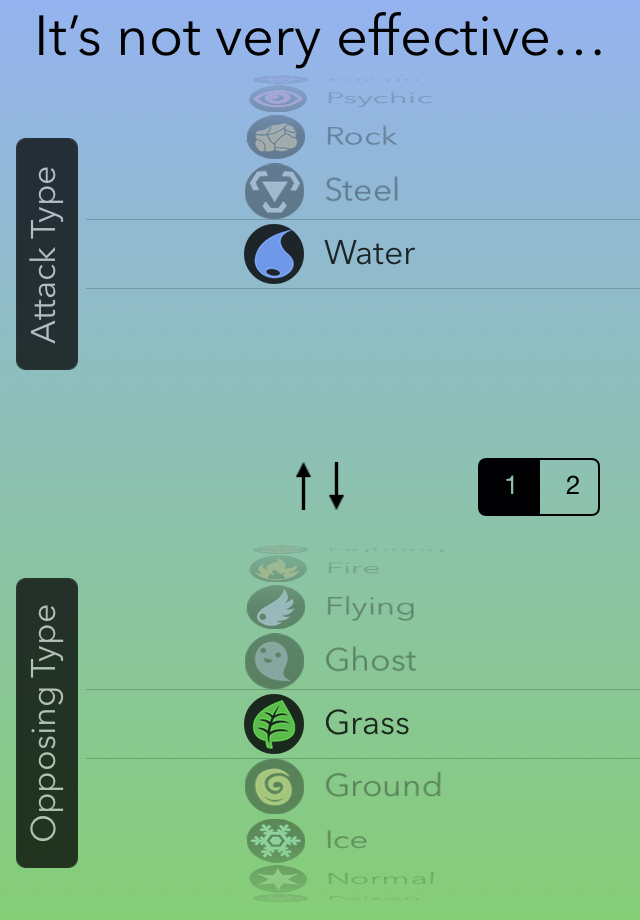 It's not very effective...
Psychic
Rock
Steel
Attack Type
Water
1
2
Fire
Flying
Ghost
Opposing Type
Grass
Ground
Ice
Normal